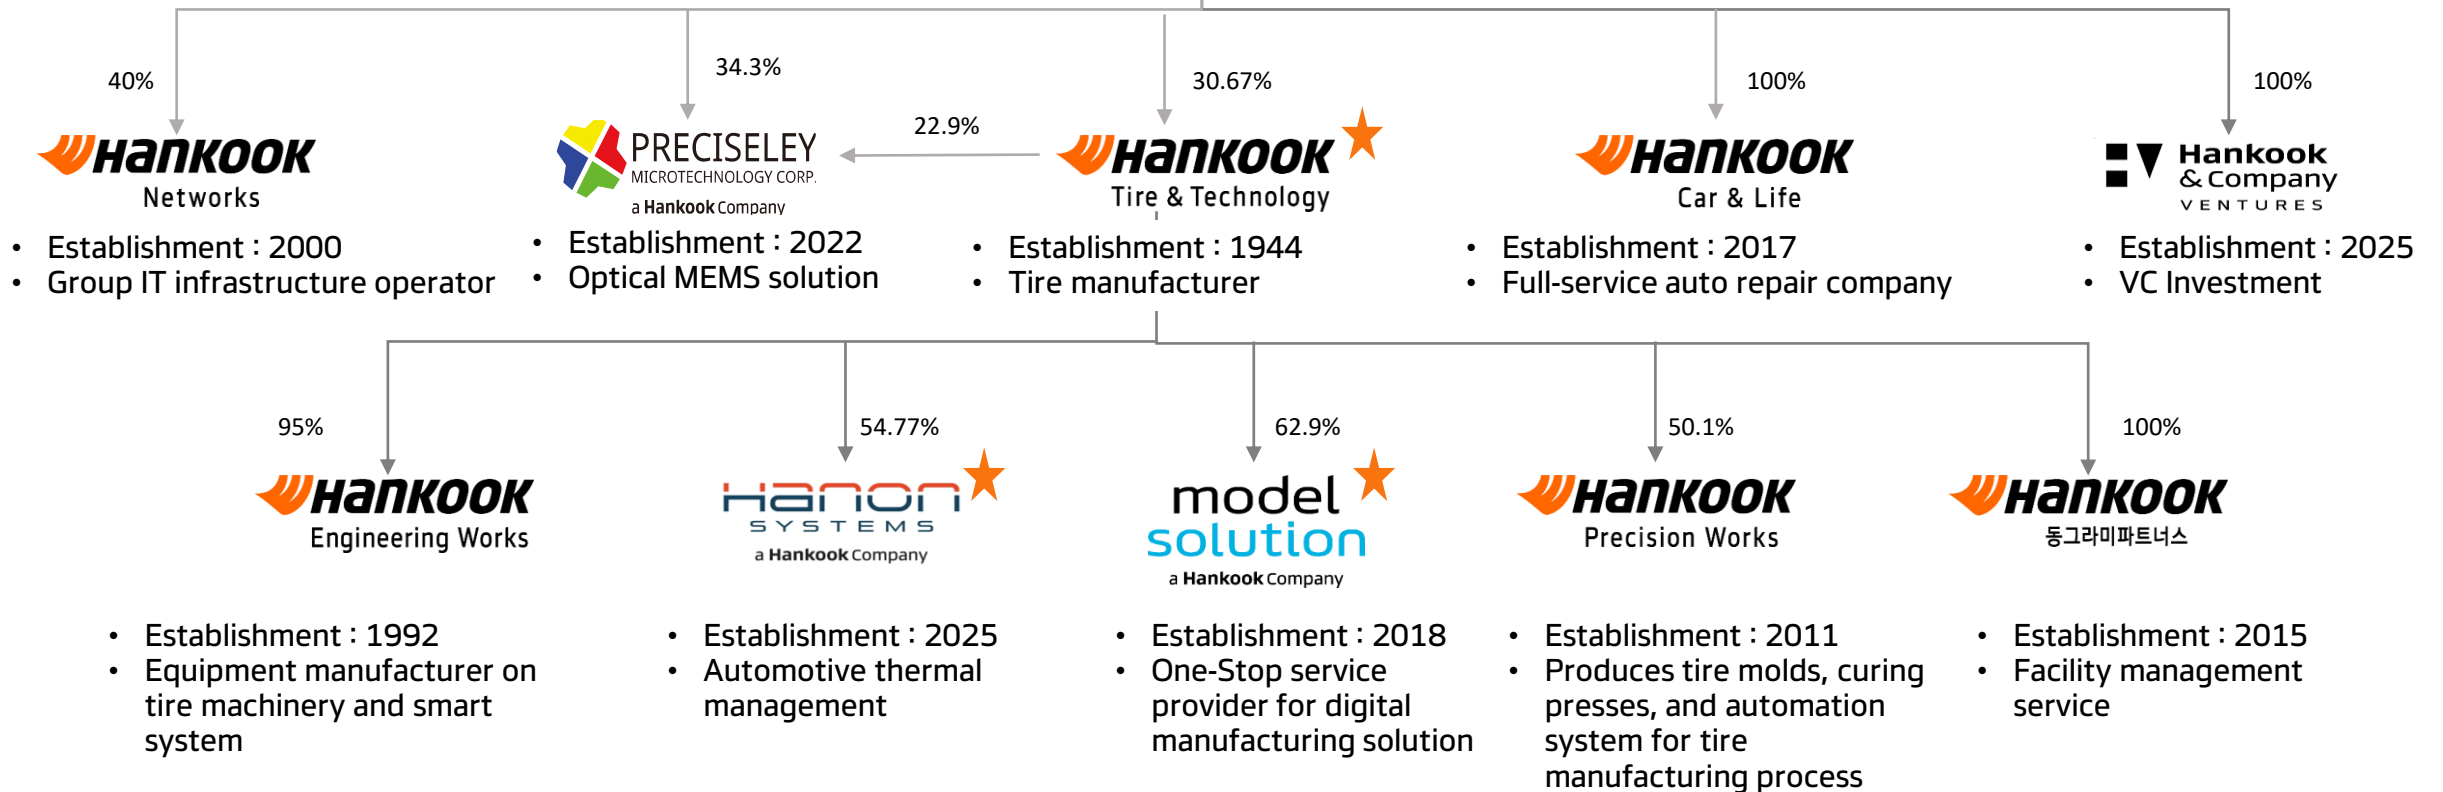 40%
34.3%
30.67%
100%
100%
22.9%
Hankook
Networks
PRECISELEY
MICROTECHNOLOGY CORP.
a Hankook Company
Hankook
Tire & Technology
Hankook
Car & Life
Hankook
& Company
VENTURES
• Establishment : 2000
• Group IT infrastructure operator
• Establishment : 2022
• Optical MEMS solution
• Establishment : 1944
• Tire manufacturer
• Establishment : 2017
• Full-service auto repair company
• Establishment : 2025
• VC Investment
95%
54.77%
62.9%
50.1%
100%
Hankook
Engineering Works
Hanon
SYSTEMS
a Hankook Company
model
solution
a Hankook Company
Hankook
Precision Works
Hankook
동그라미파트너스
• Establishment : 1992
• Equipment manufacturer on
tire machinery and smart
system
• Establishment : 2025
• Automotive thermal
management
• Establishment : 2018
• One-Stop service
provider for digital
manufacturing solution
• Establishment : 2011
• Produces tire molds, curing
presses, and automation
system for tire
manufacturing process
• Establishment : 2015
• Facility management
service